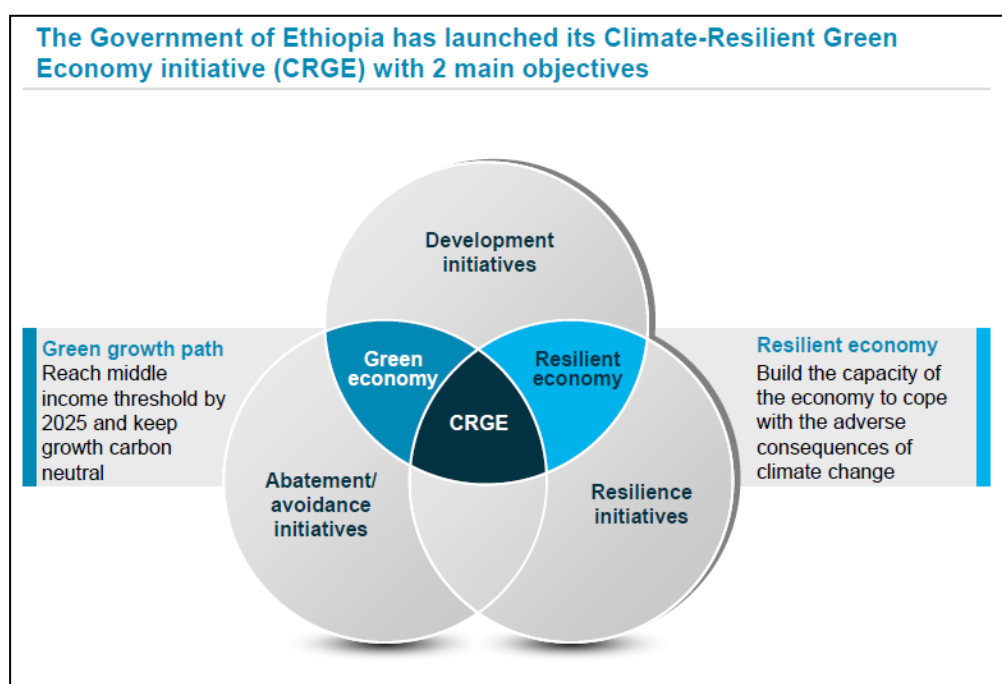 The Government of Ethiopia has launched its Climate-Resilient Green
Economy initiative (CRGE) with 2 main objectives
Development
initiatives
Green growth path
Reach middle
income threshold by
2025 and keep
growth carbon
neutral
Green
economy
Resilient
economy
CRGE
Resilient economy
Build the capacity of
the economy to cope
with the adverse
consequences of
climate change
Abatement/
avoidance
initiatives
Resilience
initiatives